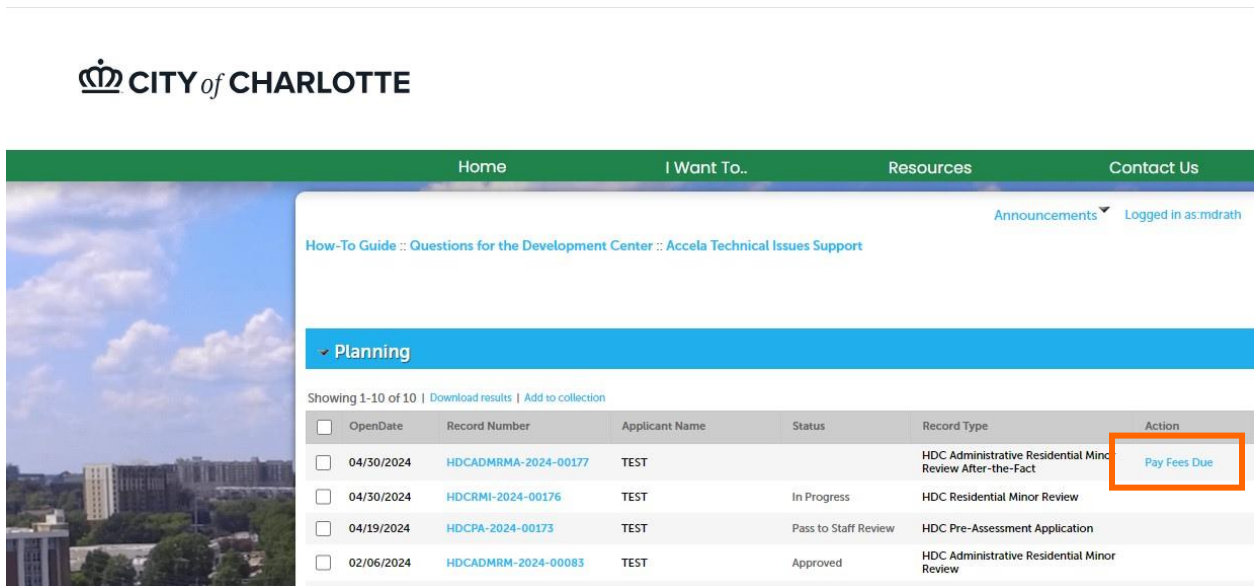 CITY of CHARLOTTE
Home I Want To.. Resources Contact Us
Announcements Logged in as:mdrath
How-To Guide :: Questions for the Development Center :: Accela Technical Issues Support
Planning
Showing 1-10 of 10 | Download results | Add to collection
OpenDate Record Number Applicant Name Status Record Type Action
04/30/2024 HDCADMRMA-2024-00177 TEST HDC Administrative Residential Minor Pay Fees Due
Review After-the-Fact
04/30/2024 HDCRMI-2024-00176 TEST In Progress HDC Residential Minor Review
04/19/2024 HDCPA-2024-00173 TEST Pass to Staff Review HDC Pre-Assessment Application
02/06/2024 HDCADMRM-2024-00083 TEST Approved HDC Administrative Residential Minor
Review